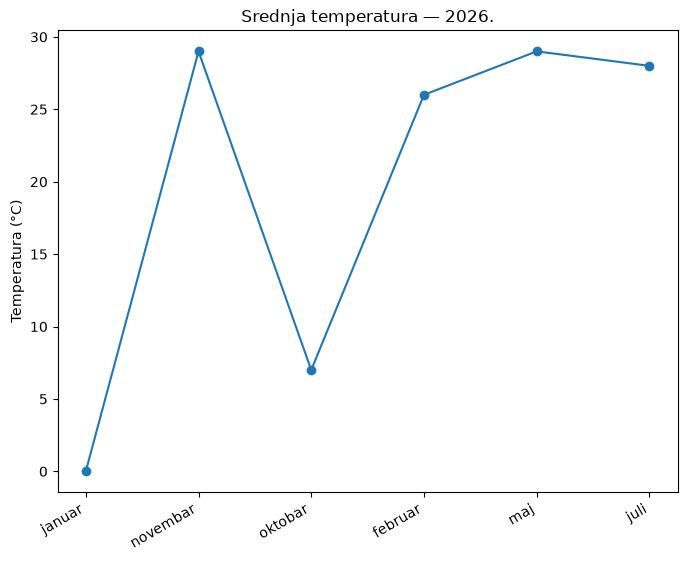 Srednja temperatura — 2026.
Temperatura (°C)
30
25
20
15
10
5
0
januar
novembar
oktobar
februar
maj
juli